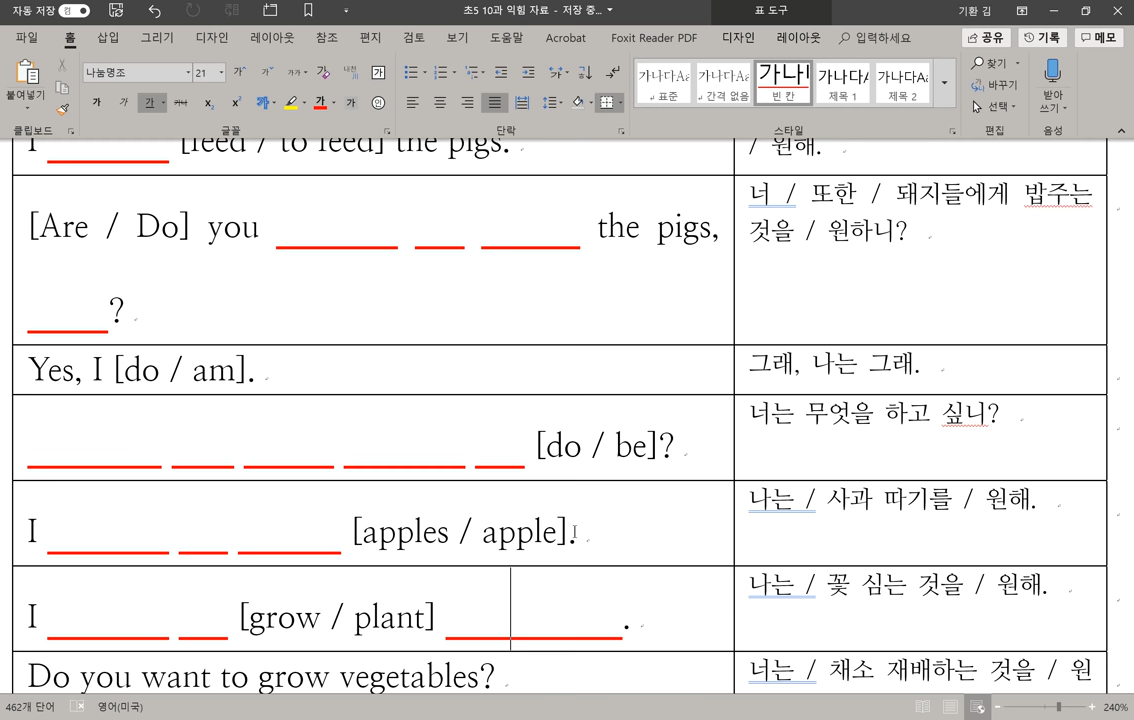 자동 저장 켬 초5 10과 익힘 자료 - 저장 중... 표 도구 기환 김
파일 홈 삽입 그리기 디자인 레이아웃 참조 편지 검토 보기 도움말 Acrobat Foxit Reader PDF 디자인 레이아웃 입력하세요 공유 기록 메모
붙여넣기 나눔명조 21 가나다AaI 가나다Aa 가나 가나다A 가나다Aa 찾기 바꾸기 선택 받아쓰기
표준 간격 없음 빈 칸 제목 1 제목 2
클립보드 글꼴 단락 스타일 편집 음성
I [feed / to feed] the pigs. / 원해.
[Are / Do] you the pigs, 너 / 또한 / 돼지들에게 밥주는
? 것을 / 원하니?
Yes, I [do / am]. 그래, 나는 그래.
[do / be]? 너는 무엇을 하고 싶니?
I [apples / apple]. 나는 / 사과 따기를 / 원해.
I [grow / plant] . 나는 / 꽃 심는 것을 / 원해.
Do you want to grow vegetables? 너는 / 채소 재배하는 것을 / 원
462개 단어 영어(미국) 240%